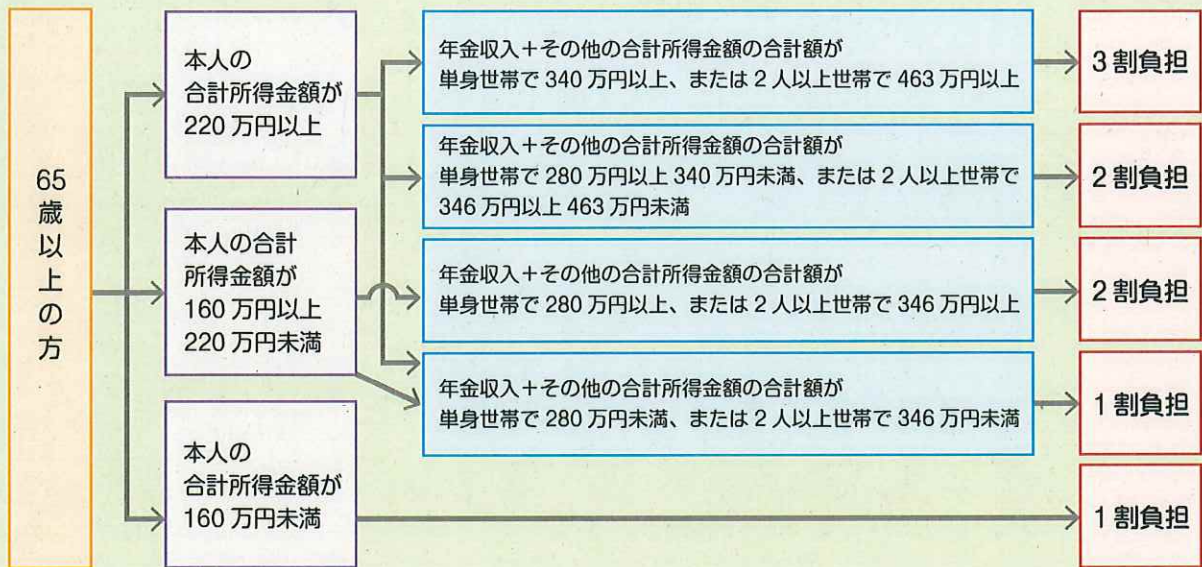 65歳以上の方
本人の
合計所得金額が
220万円以上
本人の合計
所得金額が
160万円以上
220万円未満
本人の
合計所得金額が
160万円未満
年金収入+その他の合計所得金額の合計額が
単身世帯で340万円以上、または2人以上世帯で463万円以上
3割負担
年金収入+その他の合計所得金額の合計額が
単身世帯で280万円以上340万円未満、または2人以上世帯で
346万円以上463万円未満
2割負担
年金収入+その他の合計所得金額の合計額が
単身世帯で280万円以上、または2人以上世帯で346万円以上
2割負担
年金収入+その他の合計所得金額の合計額が
単身世帯で280万円未満、または2人以上世帯で346万円未満
1割負担
1割負担